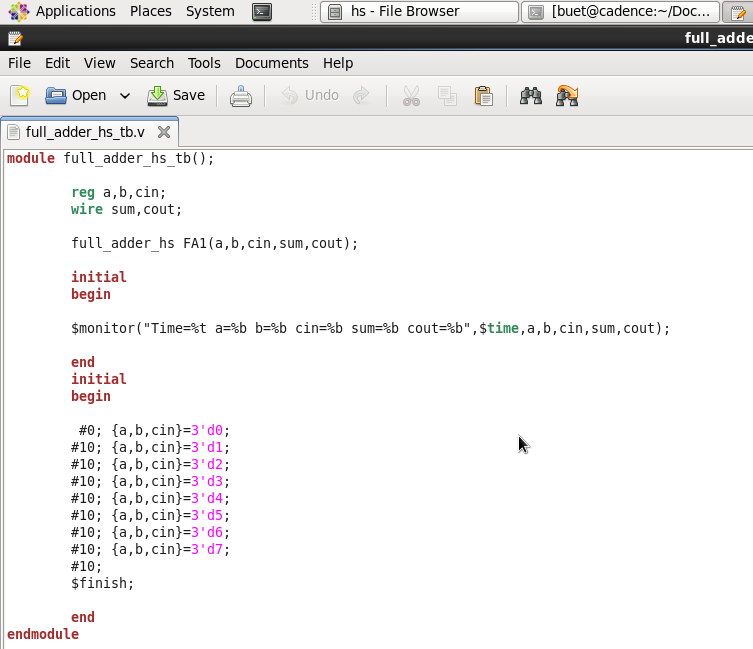 Applications Places System hs - File Browser [buet@cadence:~/Doc...
full_adde
File Edit View Search Tools Documents Help
Open Save Undo
full_adder_hs_tb.v
module full_adder_hs_tb();
reg a,b,cin;
wire sum,cout;
full_adder_hs FA1(a,b,cin,sum,cout);
initial
begin
$monitor("Time=%t a=%b b=%b cin=%b sum=%b cout=%b",$time,a,b,cin,sum,cout);
end
initial
begin
#0; {a,b,cin}=3'd0;
#10; {a,b,cin}=3'd1;
#10; {a,b,cin}=3'd2;
#10; {a,b,cin}=3'd3;
#10; {a,b,cin}=3'd4;
#10; {a,b,cin}=3'd5;
#10; {a,b,cin}=3'd6;
#10; {a,b,cin}=3'd7;
#10;
$finish;
end
endmodule